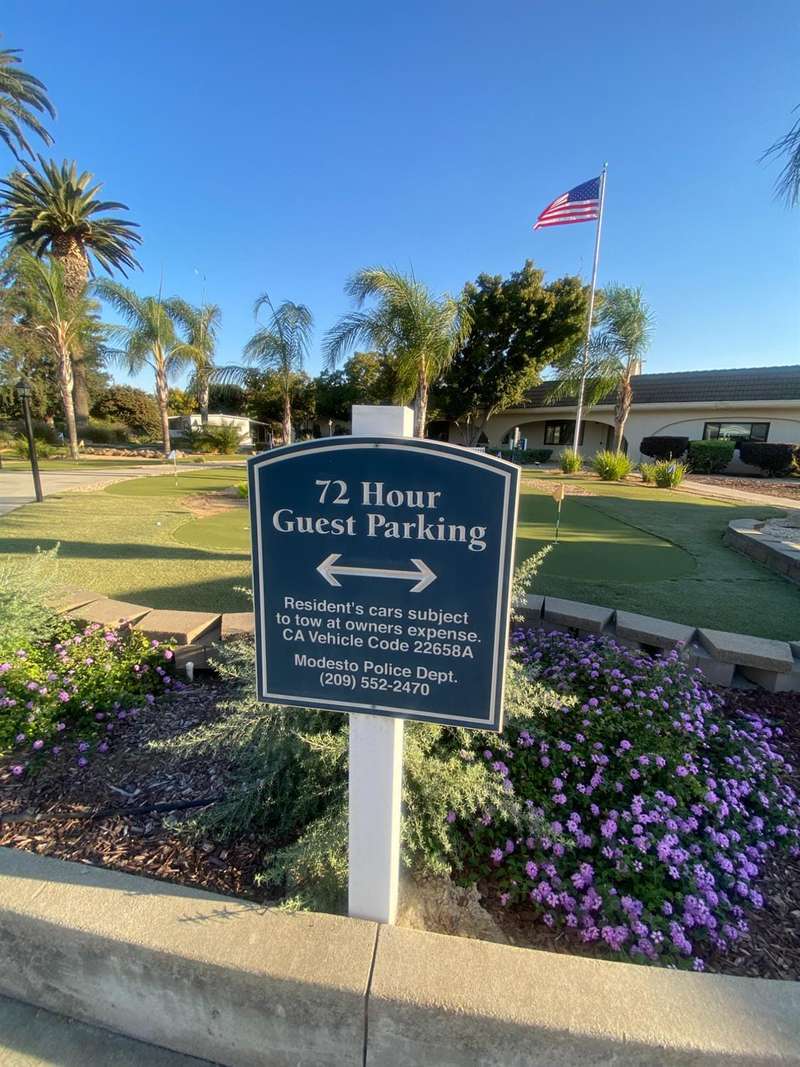 72 Hour
Guest Parking
Resident's cars subject
to tow at owners expense.
CA Vehicle Code 22658A
Modesto Police Dept.
(209) 552-2470